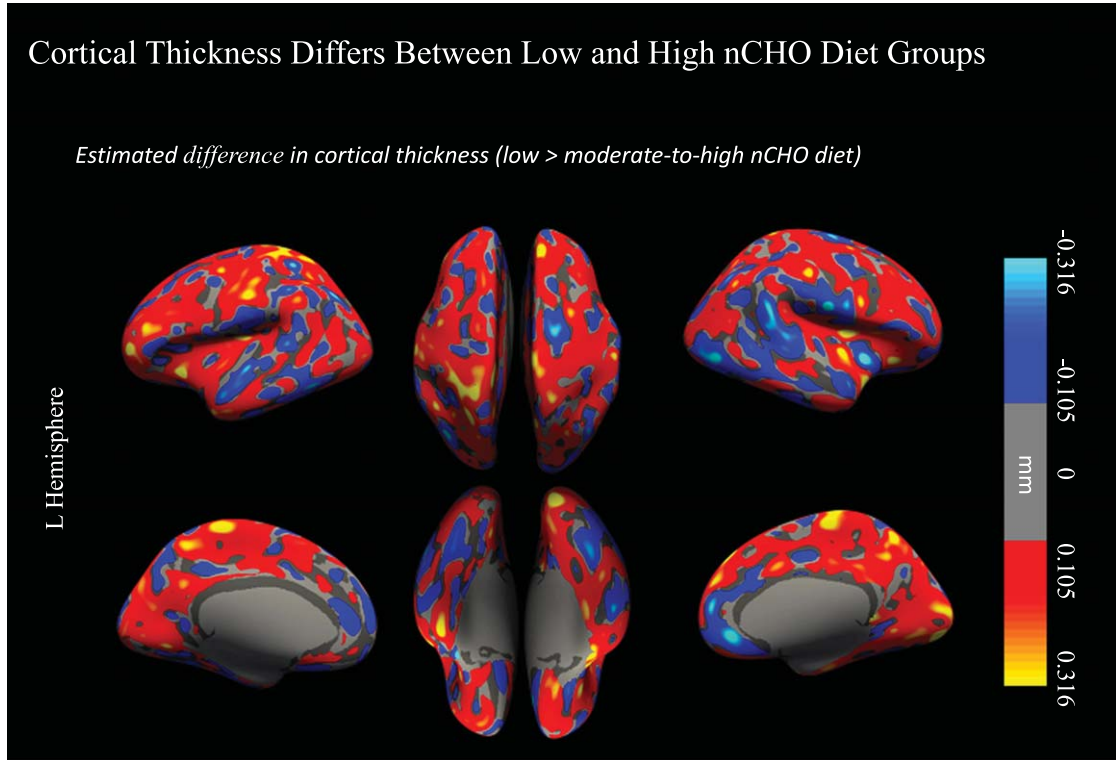 Cortical Thickness Differs Between Low and High nCHO Diet Groups
Estimated difference in cortical thickness (low > moderate-to-high nCHO diet)
L Hemisphere
-0.316
-0.105
0
mm
0.105
0.316